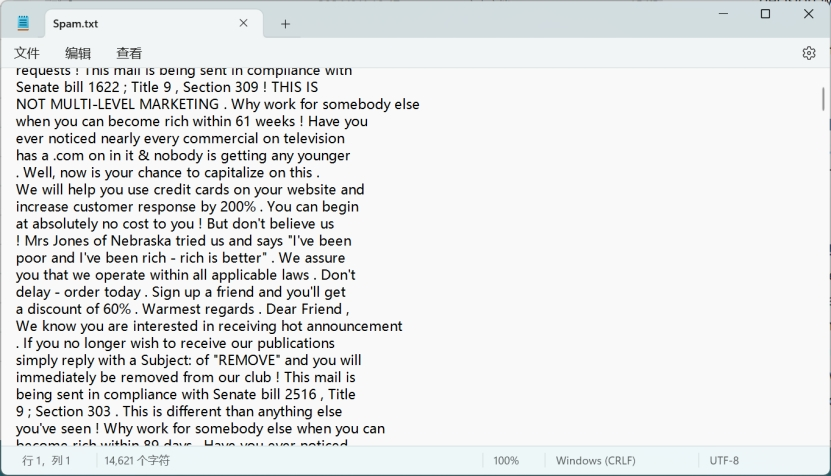 Spam.txt
文件 编辑 查看
requests ! This mail is being sent in compliance with
Senate bill 1622 ; Title 9 , Section 309 ! THIS IS
NOT MULTI-LEVEL MARKETING . Why work for somebody else
when you can become rich within 61 weeks ! Have you
ever noticed nearly every commercial on television
has a .com on in it & nobody is getting any younger
. Well, now is your chance to capitalize on this .
We will help you use credit cards on your website and
increase customer response by 200% . You can begin
at absolutely no cost to you ! But don't believe us
! Mrs Jones of Nebraska tried us and says "I've been
poor and I've been rich - rich is better" . We assure
you that we operate within all applicable laws . Don't
delay - order today . Sign up a friend and you'll get
a discount of 60% . Warmest regards . Dear Friend ,
We know you are interested in receiving hot announcement
. If you no longer wish to receive our publications
simply reply with a Subject: of "REMOVE" and you will
immediately be removed from our club ! This mail is
being sent in compliance with Senate bill 2516 , Title
9 ; Section 303 . This is different than anything else
you've seen ! Why work for somebody else when you can
become rich within 89 days . Have you ever noticed
行 1, 列 1 14,621 个字符 100% Windows (CRLF) UTF-8